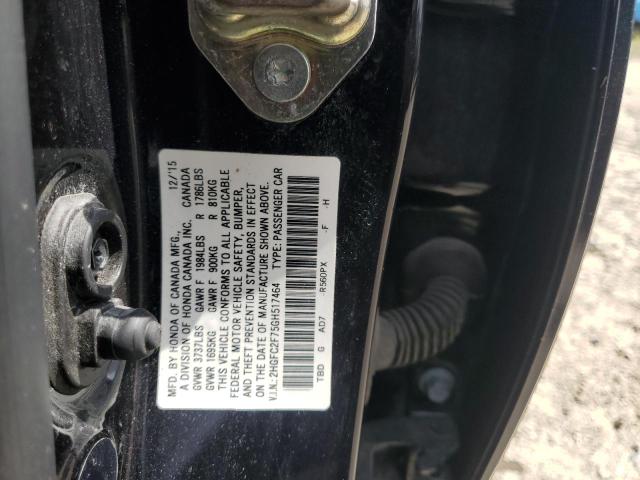 MFD. BY HONDA OF CANADA MFG., 12/'15
A DIVISION OF HONDA CANADA INC. CANADA
GVWR 3737LBS GAWR F 1984LBS R 1786LBS
GVWR 1695KG GAWR F 900KG R 810KG
THIS VEHICLE CONFORMS TO ALL APPLICABLE
FEDERAL MOTOR VEHICLE SAFETY, BUMPER,
AND THEFT PREVENTION STANDARDS IN EFFECT
ON THE DATE OF MANUFACTURE SHOWN ABOVE.
V.I.N.: 2HGFC2F75GH517464 TYPE: PASSENGER CAR
TBD G AD7 R560PX -F -H